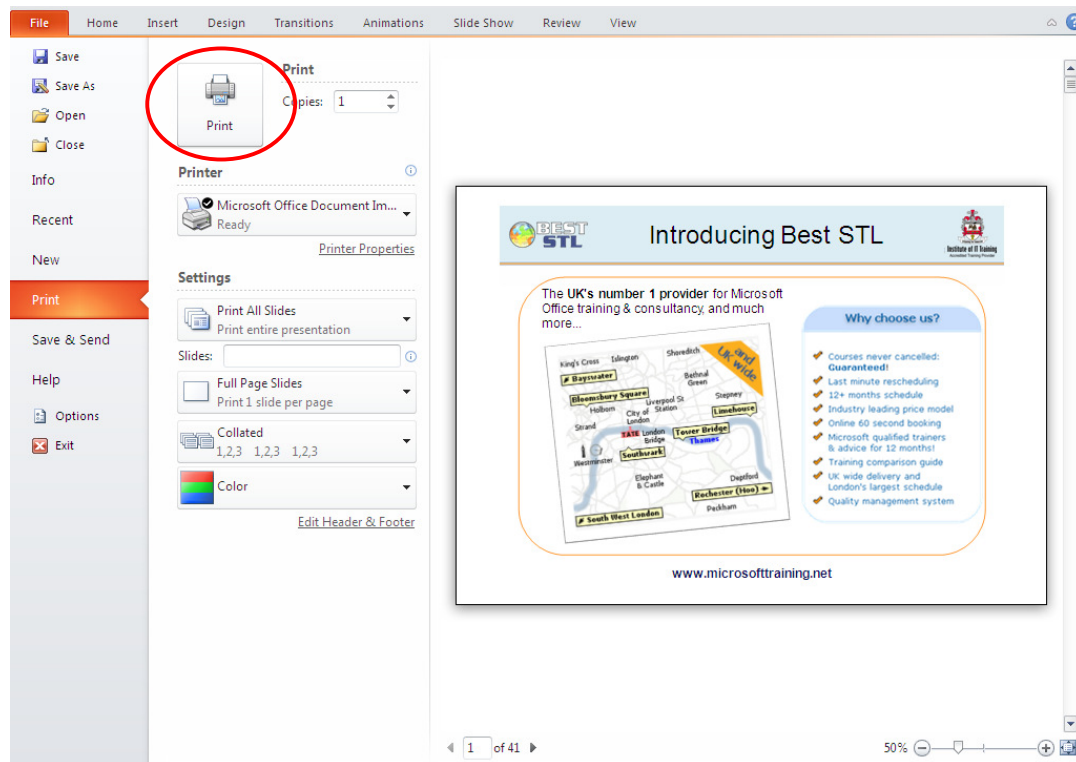 File Home Insert Design Transitions Animations Slide Show Review View
Save
Save As
Open
Close
Info
Recent
New
Print
Save & Send
Help
Options
Exit
Print
Print
Copies: 1
Printer
Microsoft Office Document Im...
Ready
Printer Properties
Settings
Print All Slides
Print entire presentation
Slides:
Full Page Slides
Print 1 slide per page
Collated
1,2,3 1,2,3 1,2,3
Color
Edit Header & Footer
BEST
STL
Introducing Best STL
Institute of IT Training
Accredited Training Provider
The UK's number 1 provider for Microsoft
Office training & consultancy, and much
more...
King's Cross
Islington
Shoreditch
and
UK wide
Bayswater
Bethnal
Green
Bloomsbury Square
Liverpool St
Station
Stepney
Holborn
City of
London
Limehouse
Strand
TATE
London
Bridge
Tower Bridge
Thames
Westminster
Southwark
Elephant
& Castle
Deptford
Rochester (Hoo)
Peckham
South West London
Why choose us?
Courses never cancelled:
Guaranteed!
Last minute rescheduling
12+ months schedule
Industry leading price model
Online 60 second booking
Microsoft qualified trainers
& advice for 12 months!
Training comparison guide
UK wide delivery and
London's largest schedule
Quality management system
www.microsofttraining.net
1 of 41
50%